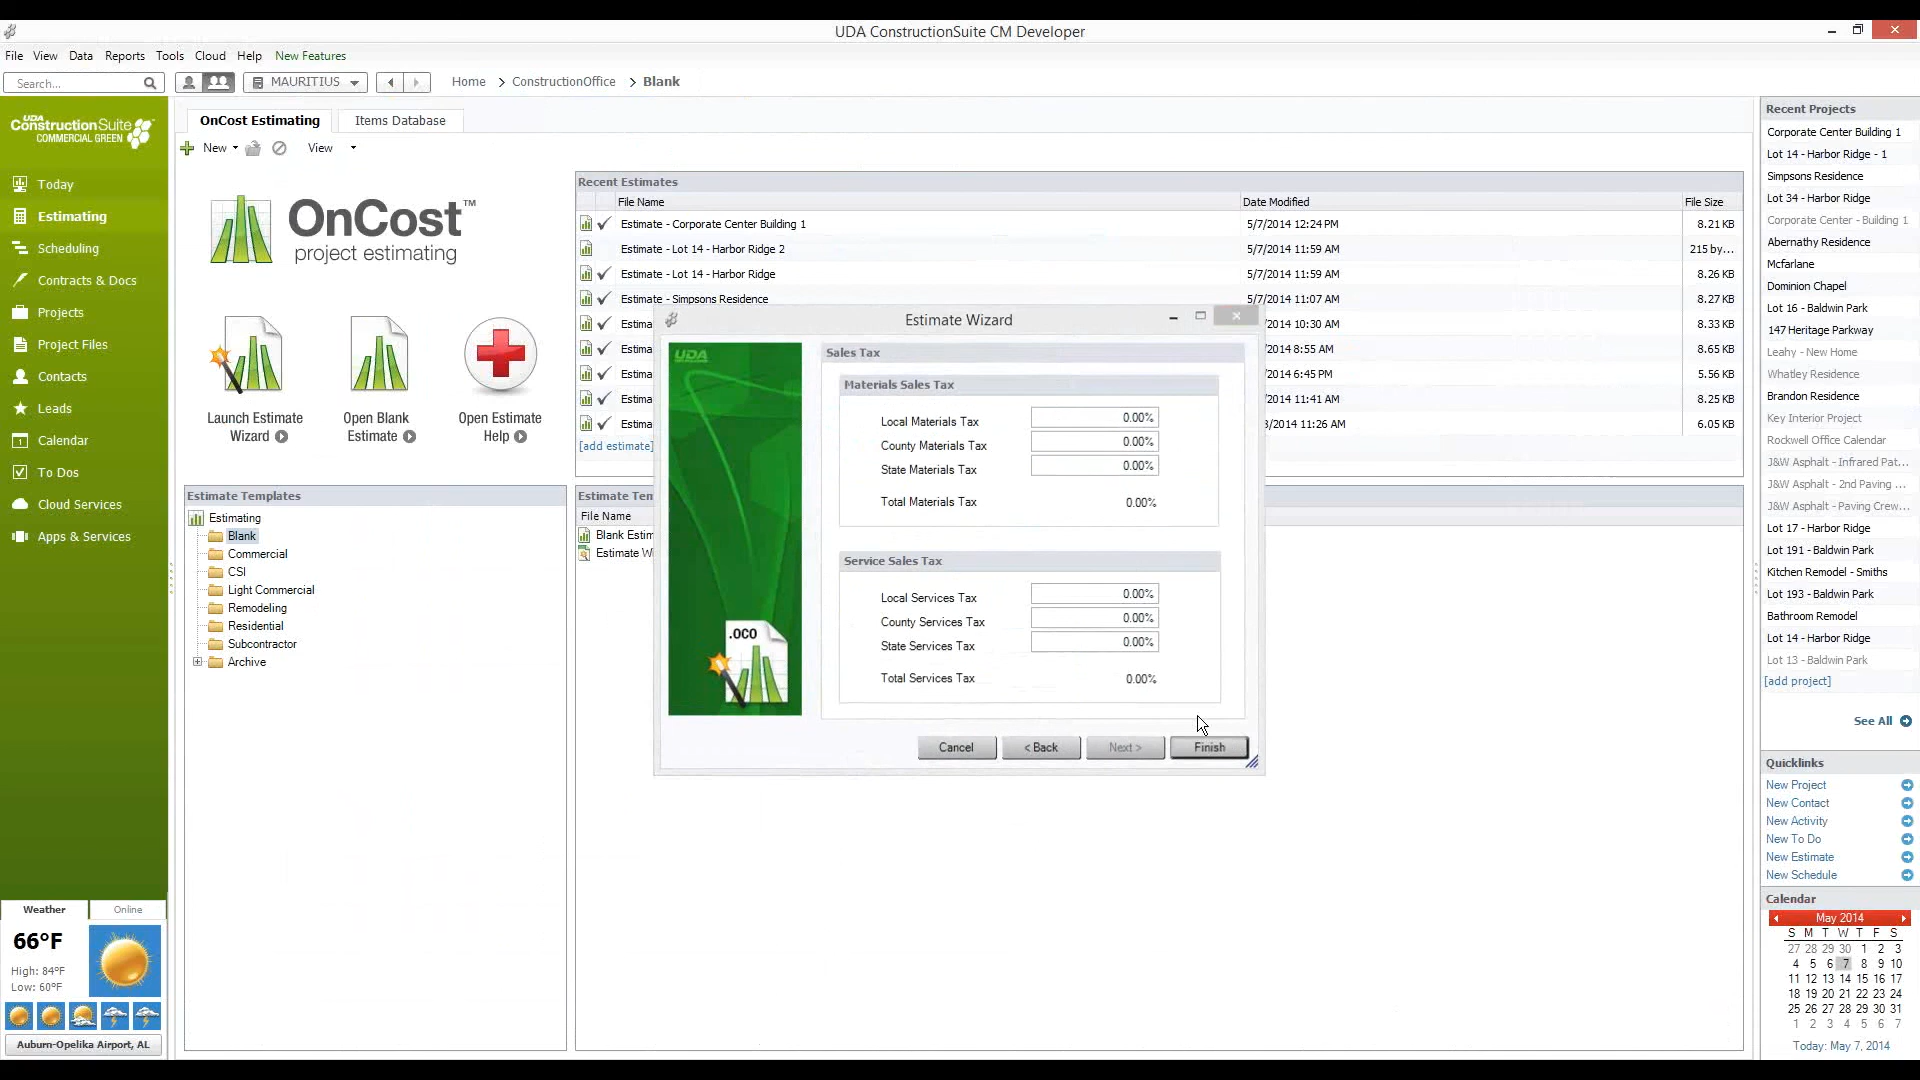 UDA ConstructionSuite CM Developer
File View Data Reports Tools Cloud Help New Features
Search... MAURITIUS Home > ConstructionOffice > Blank
UDA
ConstructionSuite™
COMMERCIAL GREEN
Today
Estimating
Scheduling
Contracts & Docs
Projects
Project Files
Contacts
Leads
Calendar
To Dos
Cloud Services
Apps & Services
Weather Online
66°F
High: 84°F
Low: 60°F
Auburn-Opelika Airport, AL
OnCost Estimating Items Database
New View
OnCost™
project estimating
Launch Estimate
Wizard
Open Blank
Estimate
Open Estimate
Help
Recent Estimates
File Name Date Modified File Size
Estimate - Corporate Center Building 1 5/7/2014 12:24 PM 8.21 KB
Estimate - Lot 14 - Harbor Ridge 2 5/7/2014 11:59 AM 215 by...
Estimate - Lot 14 - Harbor Ridge 5/7/2014 11:59 AM 8.26 KB
Estimate - Simpsons Residence 5/7/2014 11:07 AM 8.27 KB
Estima /2014 10:30 AM 8.33 KB
Estima /2014 8:55 AM 8.65 KB
Estima /2014 6:45 PM 5.56 KB
Estima /2014 11:41 AM 8.25 KB
Estima /2014 11:26 AM 6.05 KB
[add estimate]
Estimate Templates
Estimating
Blank
Commercial
CSI
Light Commercial
Remodeling
Residential
Subcontractor
Archive
Estimate Ten
File Name
Blank Estim
Estimate Wi
Estimate Wizard
UDA
.OCO
Sales Tax
Materials Sales Tax
Local Materials Tax 0.00%
County Materials Tax 0.00%
State Materials Tax 0.00%
Total Materials Tax 0.00%
Service Sales Tax
Local Services Tax 0.00%
County Services Tax 0.00%
State Services Tax 0.00%
Total Services Tax 0.00%
Cancel < Back Next > Finish
Recent Projects
Corporate Center Building 1
Lot 14 - Harbor Ridge - 1
Simpsons Residence
Lot 34 - Harbor Ridge
Corporate Center - Building 1
Abernathy Residence
Mcfarlane
Dominion Chapel
Lot 16 - Baldwin Park
147 Heritage Parkway
Leahy - New Home
Whatley Residence
Brandon Residence
Key Interior Project
Rockwell Office Calendar
J&W Asphalt - Infrared Pat...
J&W Asphalt - 2nd Paving ...
J&W Asphalt - Paving Crew...
Lot 17 - Harbor Ridge
Lot 191 - Baldwin Park
Kitchen Remodel - Smiths
Lot 193 - Baldwin Park
Bathroom Remodel
Lot 14 - Harbor Ridge
Lot 13 - Baldwin Park
[add project]
See All
Quicklinks
New Project
New Contact
New Activity
New To Do
New Estimate
New Schedule
Calendar
May 2014
S M T W T F S
27 28 29 30 1 2 3
4 5 6 7 8 9 10
11 12 13 14 15 16 17
18 19 20 21 22 23 24
25 26 27 28 29 30 31
1 2 3 4 5 6 7
Today: May 7, 2014